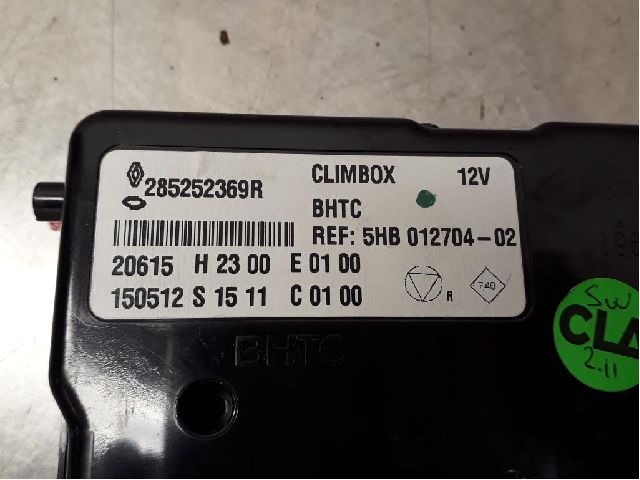 285252369R CLIMBOX 12V
BHTC
REF: 5HB 012704-02
20615 H 23 00 E 01 00
150512 S 15 11 C 01 00
R 740
BHTC
SW
CLA
2.11